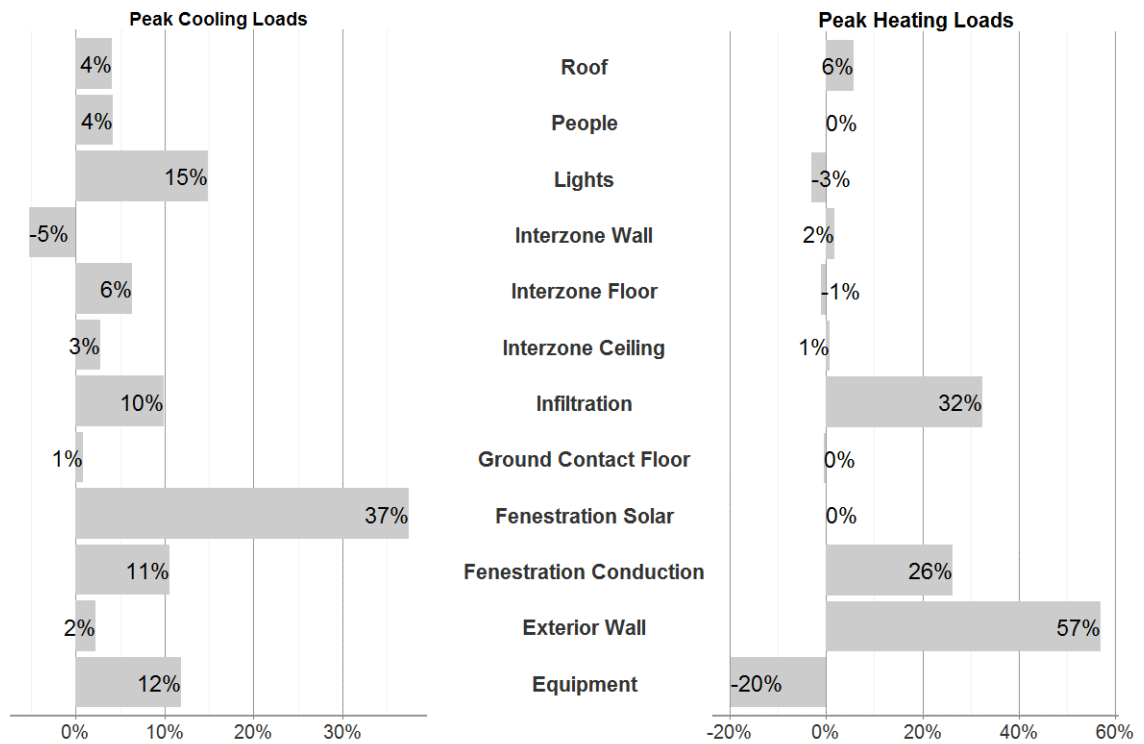 Peak Cooling Loads Peak Heating Loads
4% Roof 6%
4% People 0%
15% Lights -3%
-5% Interzone Wall 2%
6% Interzone Floor -1%
3% Interzone Ceiling 1%
10% Infiltration 32%
1% Ground Contact Floor 0%
37% Fenestration Solar 0%
11% Fenestration Conduction 26%
2% Exterior Wall 57%
12% Equipment -20%
0% 10% 20% 30% -20% 0% 20% 40% 60%